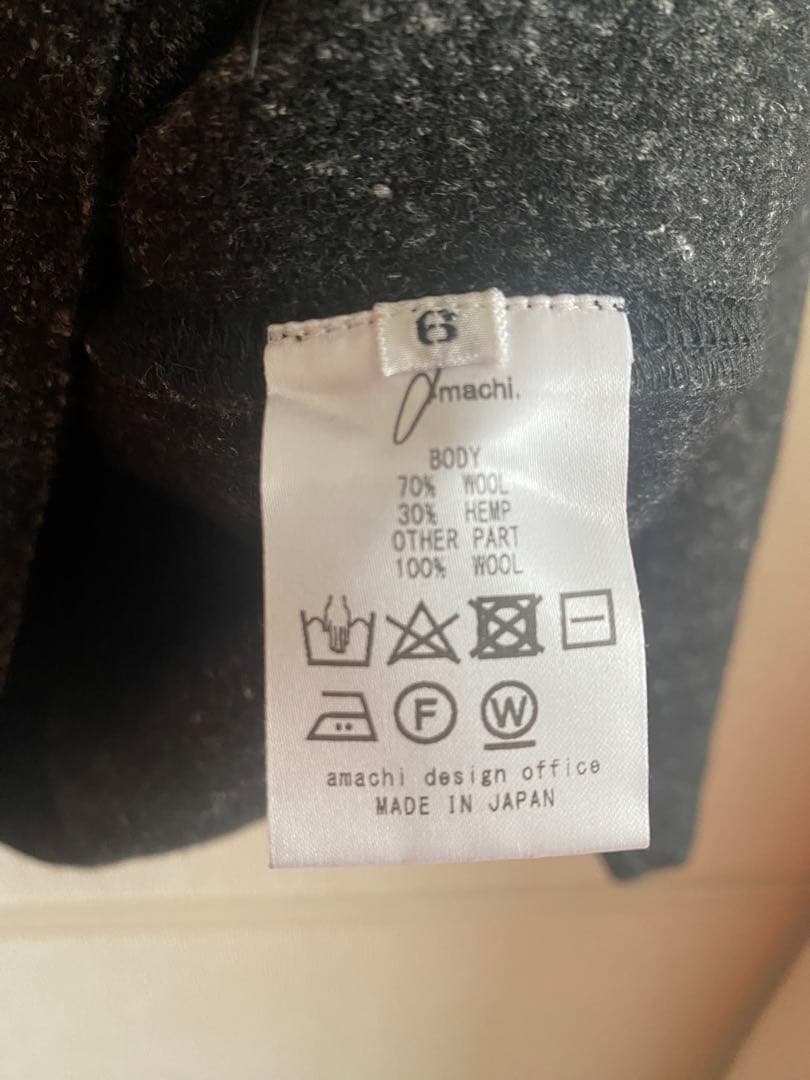 6
amachi.
BODY
70% WOOL
30% HEMP
OTHER PART
100% WOOL
F W
amachi design office
MADE IN JAPAN